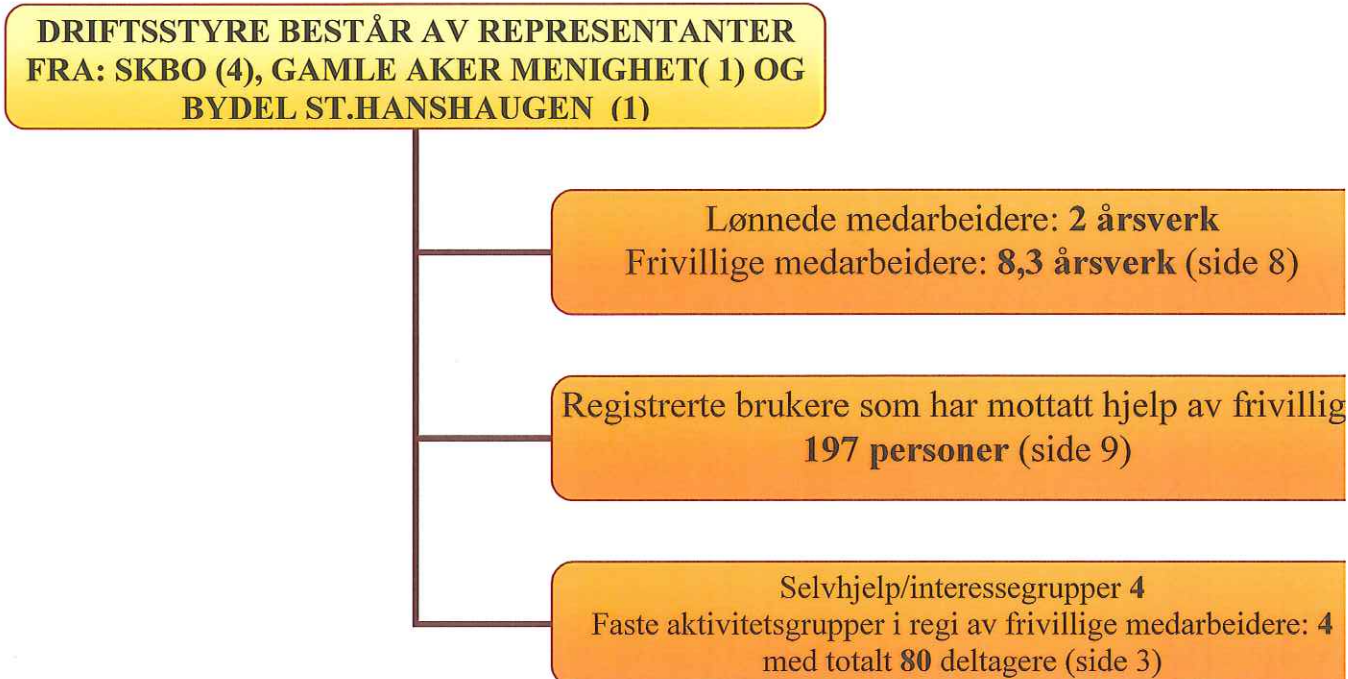 DRIFTSSTYRE BESTÅR AV REPRESENTANTER
FRA: SKBO (4), GAMLE AKER MENIGHET( 1) OG
BYDEL ST.HANSHAUGEN (1)
Lønnede medarbeidere: 2 årsverk
Frivillige medarbeidere: 8,3 årsverk (side 8)
Registrerte brukere som har mottatt hjelp av frivillig
197 personer (side 9)
Selvhjelp/interessegrupper 4
Faste aktivitetsgrupper i regi av frivillige medarbeidere: 4
med totalt 80 deltagere (side 3)